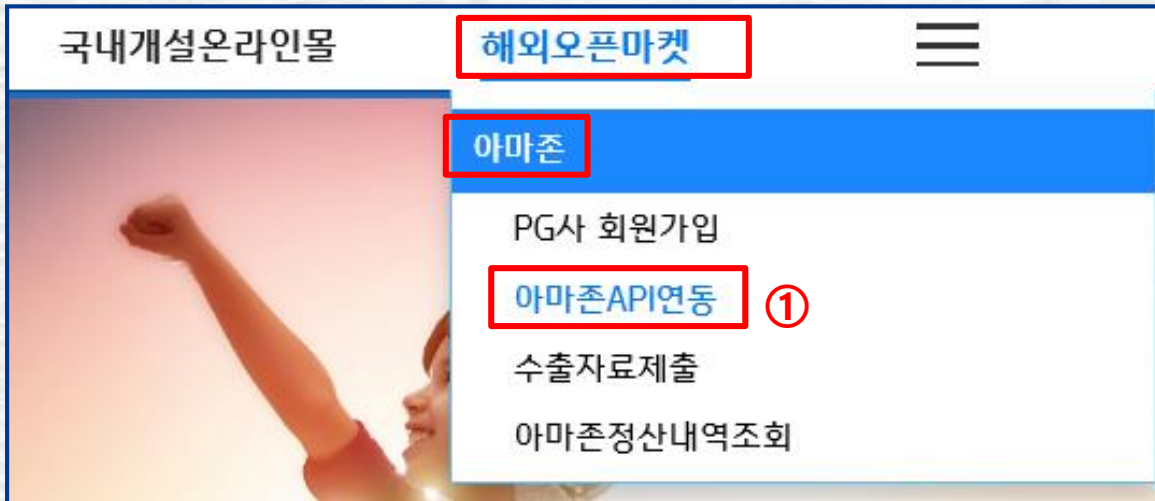 국내개설온라인몰 해외오픈마켓
아마존
PG사 회원가입
아마존API연동 ①
수출자료제출
아마존정산내역조회